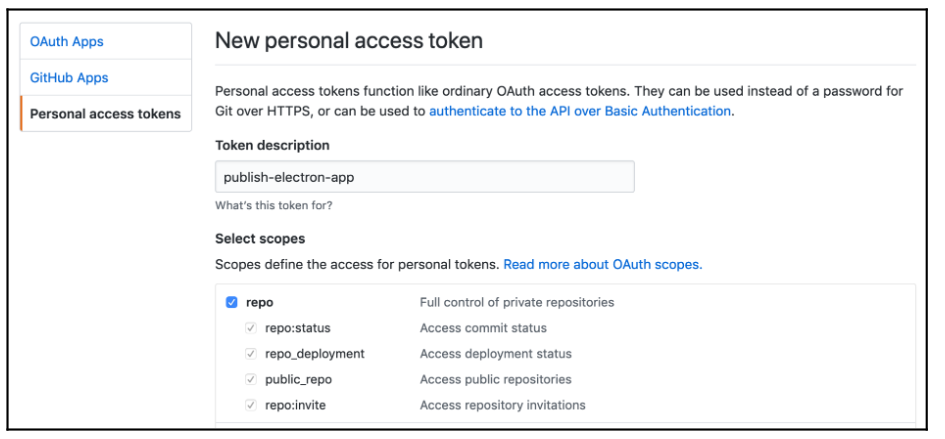 OAuth Apps
GitHub Apps
Personal access tokens
New personal access token
Personal access tokens function like ordinary OAuth access tokens. They can be used instead of a password for
Git over HTTPS, or can be used to authenticate to the API over Basic Authentication.
Token description
publish-electron-app
What's this token for?
Select scopes
Scopes define the access for personal tokens. Read more about OAuth scopes.
repo Full control of private repositories
repo:status Access commit status
repo_deployment Access deployment status
public_repo Access public repositories
repo:invite Access repository invitations